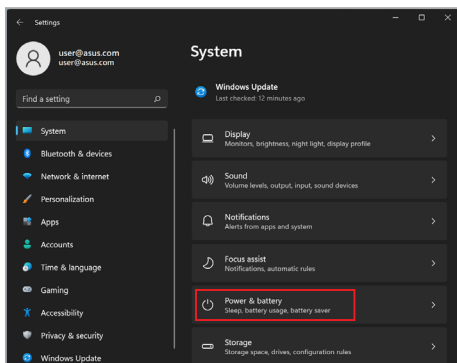 Settings
user@asus.com
user@asus.com
Find a setting
System
Bluetooth & devices
Network & internet
Personalization
Apps
Accounts
Time & language
Gaming
Accessibility
Privacy & security
Windows Update
System
Windows Update
Last checked: 12 minutes ago
Display
Monitors, brightness, night light, display profile
Sound
Volume levels, output, input, sound devices
Notifications
Alerts from apps and system
Focus assist
Notifications, automatic rules
Power & battery
Sleep, battery usage, battery saver
Storage
Storage space, drives, configuration rules